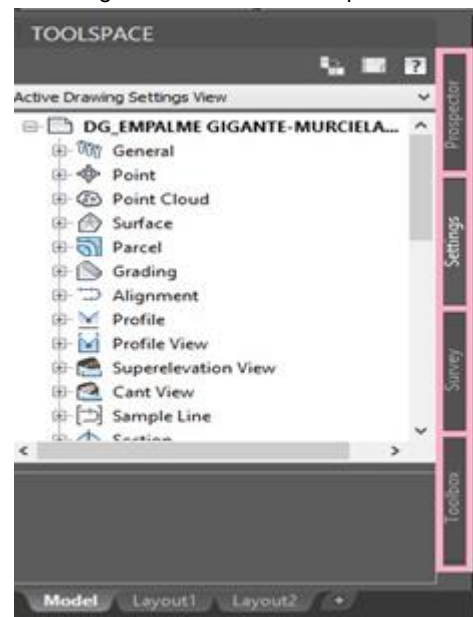 TOOLSPACE
?
Active Drawing Settings View
DG_EMPALME GIGANTE-MURCIELA...
General
Point
Point Cloud
Surface
Parcel
Grading
Alignment
Profile
Profile View
Superelevation View
Cant View
Sample Line
Section
Prospector
Settings
Survey
Toolbox
Model Layout1 Layout2 +